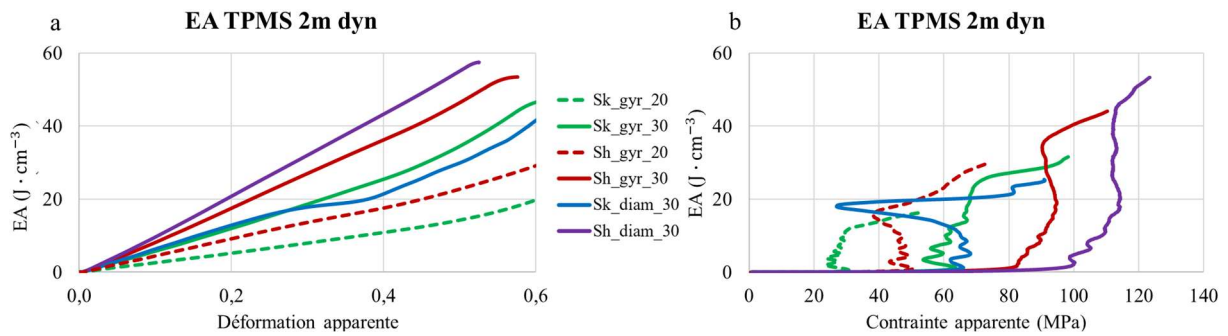 a
EA TPMS 2m dyn
60
40
20
0
EA (J · cm⁻³)
0,0
0,2
0,4
0,6
Déformation apparente
Sk_gyr_20
Sk_gyr_30
Sh_gyr_20
Sh_gyr_30
Sk_diam_30
Sh_diam_30
b
EA TPMS 2m dyn
60
40
20
0
EA (J · cm⁻³)
0
20
40
60
80
100
120
140
Contrainte apparente (MPa)